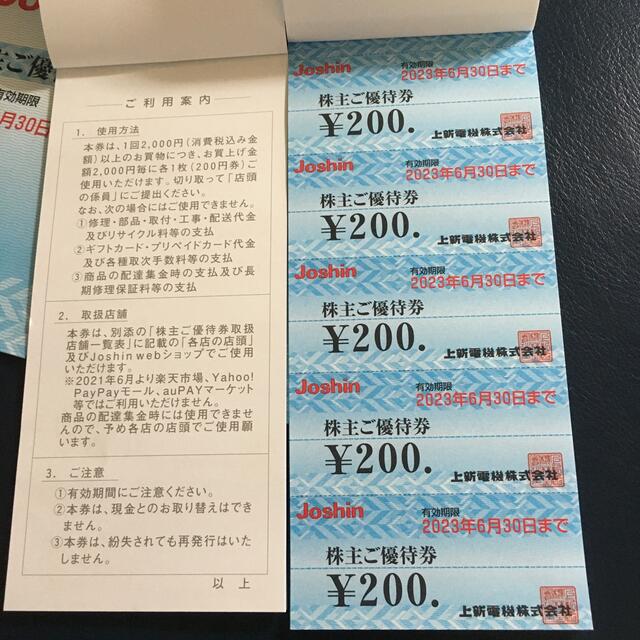 主ご優
有効期限
月30日
ご利用案内
1. 使用方法
本券は、1回2,000円(消費税込み金
額)以上のお買物につき、お買上げ金
額2,000円毎に各1枚(200円券)ご
使用いただけます。切り取って「店頭
の係員」にご提出ください。
なお、次の場合にはご使用できません。
①修理・部品・取付・工事・配送代金
及びリサイクル料等の支払
②ギフトカード・プリペイドカード代金
及び各種取次手数料等の支払
③商品の配達集金時の支払及び長
期修理保証料等の支払
2. 取扱店舗
本券は、別添の「株主ご優待券取扱
店舗一覧表」に記載の「各店の店頭」
及びJoshin webショップでご使用
いただけます。
※2021年6月より楽天市場、Yahoo!
PayPayモール、auPAYマーケット
等ではご利用いただけません。
商品の配達集金時には使用できませ
んので、予め各店の店頭でご使用願
います。
3. ご注意
①有効期間にご注意ください。
②本券は、現金とのお取り替えはでき
ません。
③本券は、紛失されても再発行はいた
しません。
以上
Joshin
有効期限
2023年6月30日まで
株主ご優待券
¥200.
上新電機株式会社
Joshin
有効期限
2023年6月30日まで
株主ご優待券
¥200.
上新電機株式会社
Joshin
有効期限
2023年6月30日まで
株主ご優待券
¥200.
上新電機株式会社
Joshin
有効期限
2023年6月30日まで
株主ご優待券
¥200.
上新電機株式会社
Joshin
有効期限
2023年6月30日まで
株主ご優待券
¥200.
上新電機株式会社